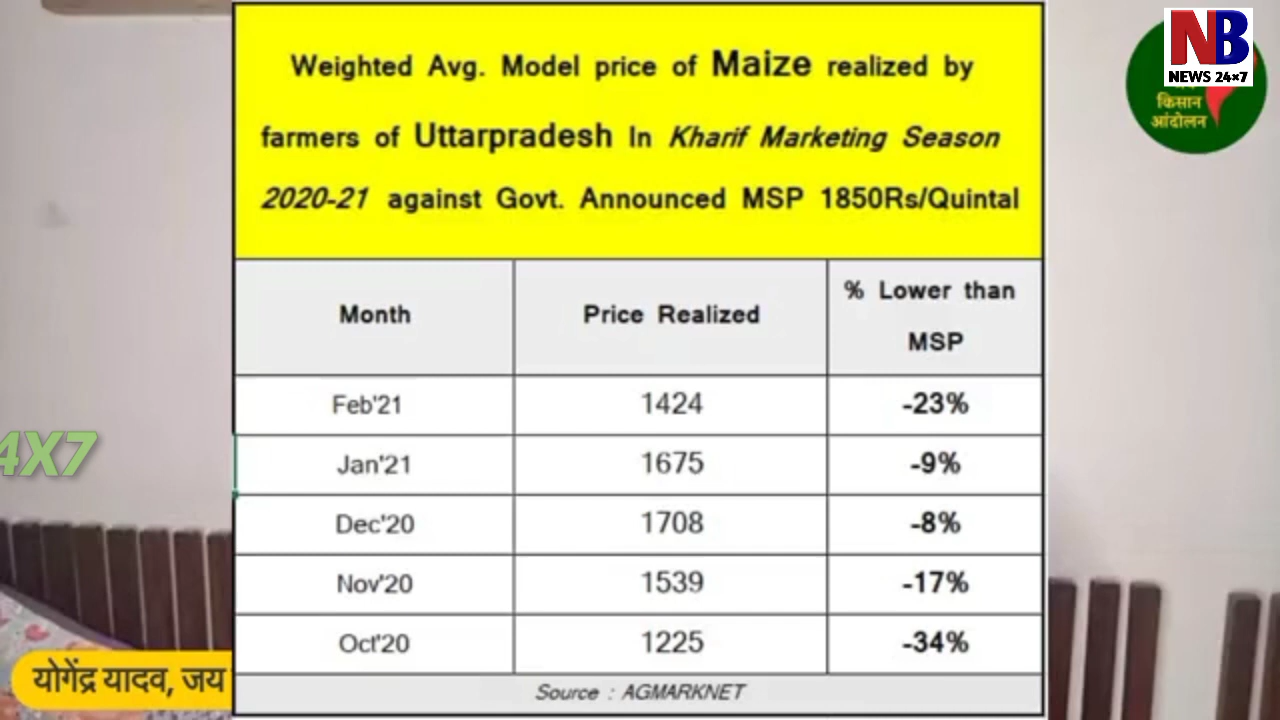 NB
NEWS 24×7
किसान
आंदोलन
Weighted Avg. Model price of Maize realized by
farmers of Uttarpradesh In Kharif Marketing Season
2020-21 against Govt. Announced MSP 1850Rs/Quintal
Month Price Realized % Lower than MSP
Feb'21 1424 -23%
Jan'21 1675 -9%
Dec'20 1708 -8%
Nov'20 1539 -17%
Oct'20 1225 -34%
Source : AGMARKNET
4X7
योगेंद्र यादव, जय